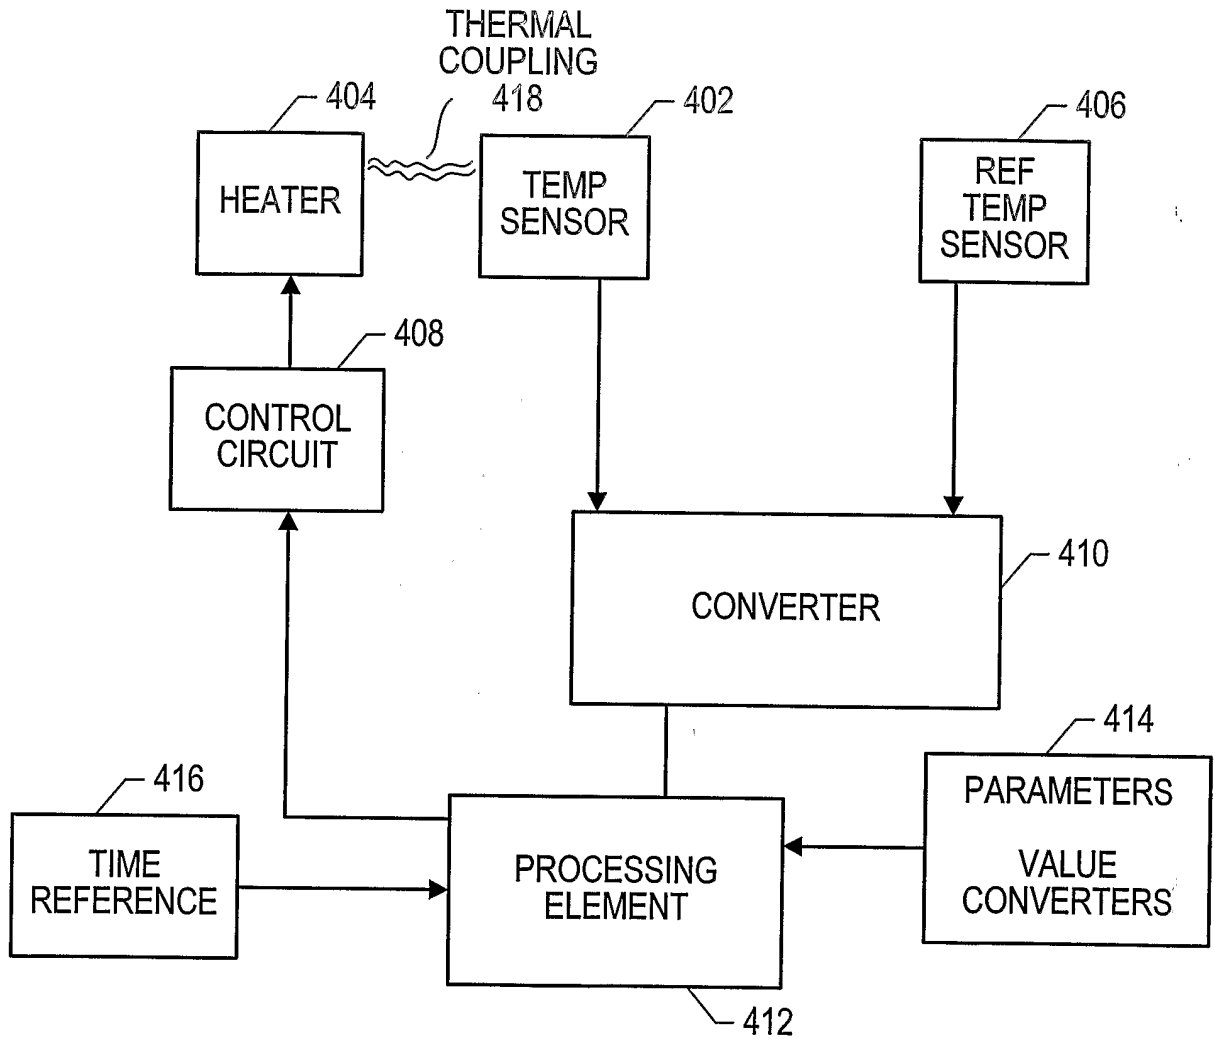 THERMAL
COUPLING
418
404
402
406
HEATER
TEMP
SENSOR
REF
TEMP
SENSOR
408
CONTROL
CIRCUIT
410
CONVERTER
414
PARAMETERS
VALUE
CONVERTERS
416
TIME
REFERENCE
PROCESSING
ELEMENT
412